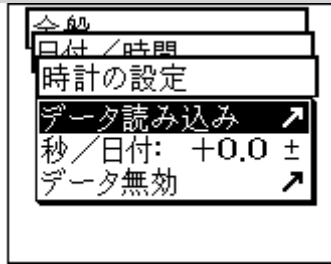 全般
日付／時間
時計の設定
データ読み込み
秒／日付: +0.0 ±
データ無効